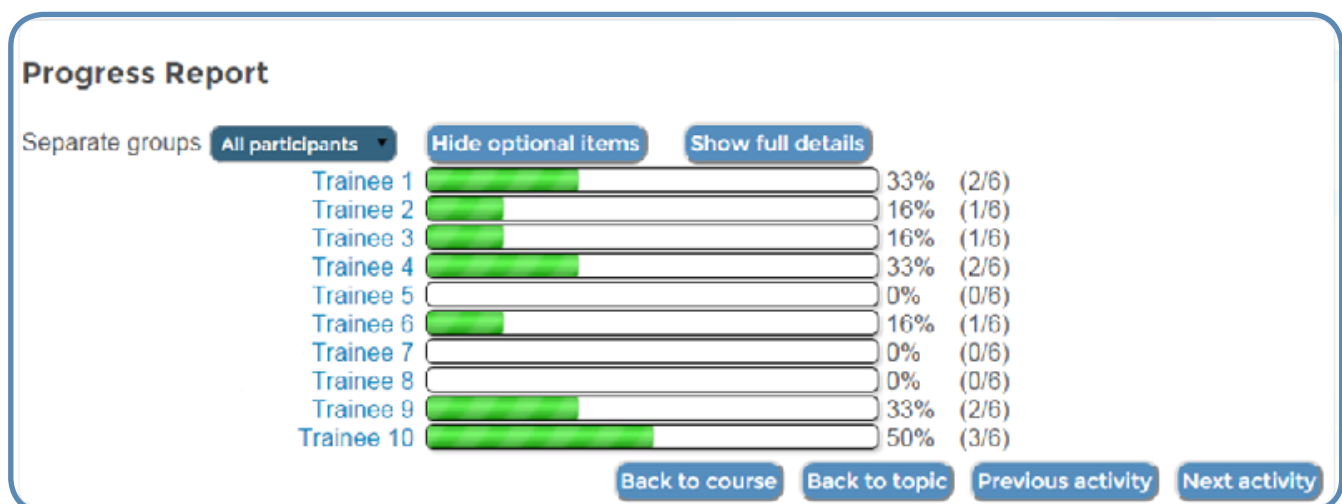 Progress Report
Separate groups All participants Hide optional items Show full details
Trainee 1 33% (2/6)
Trainee 2 16% (1/6)
Trainee 3 16% (1/6)
Trainee 4 33% (2/6)
Trainee 5 0% (0/6)
Trainee 6 16% (1/6)
Trainee 7 0% (0/6)
Trainee 8 0% (0/6)
Trainee 9 33% (2/6)
Trainee 10 50% (3/6)
Back to course Back to topic Previous activity Next activity